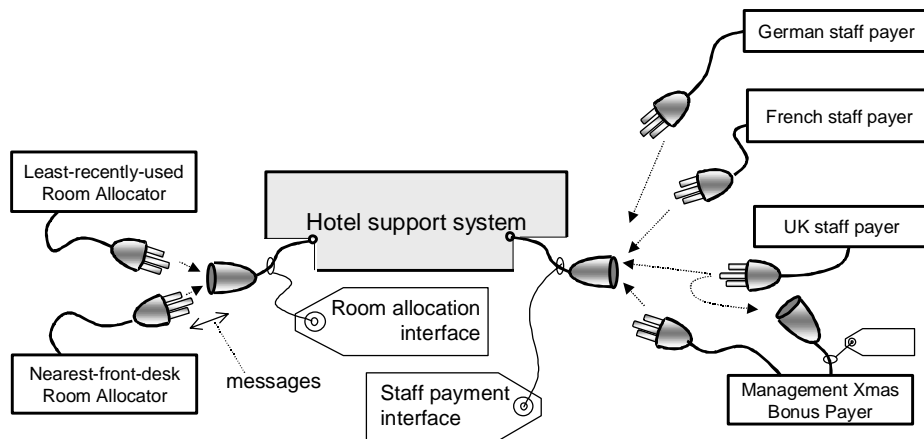 German staff payer
French staff payer
Least-recently-used
Room Allocator
Hotel support system
UK staff payer
Room allocation
interface
Nearest-front-desk
Room Allocator
messages
Staff payment
interface
Management Xmas
Bonus Payer